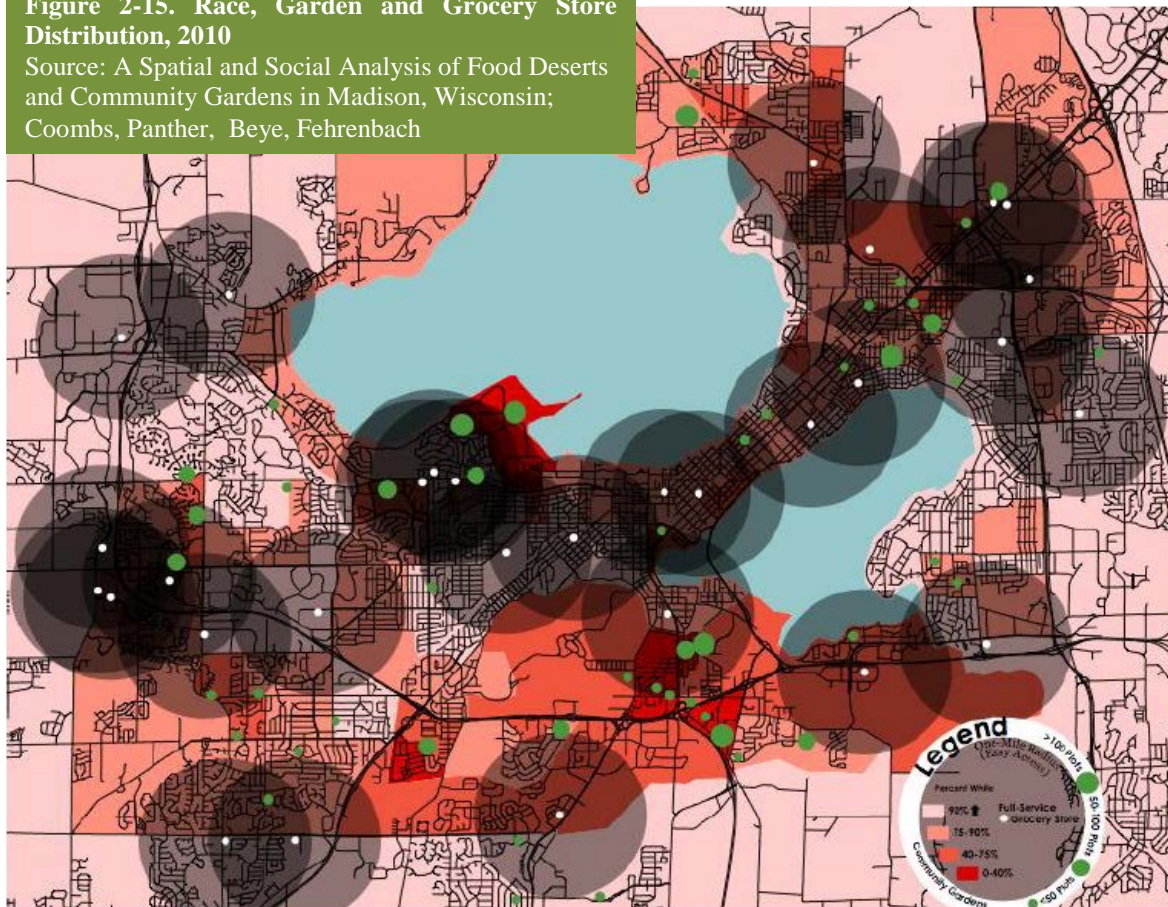 Figure 2-15. Race, Garden and Grocery Store
Distribution, 2010
Source: A Spatial and Social Analysis of Food Deserts
and Community Gardens in Madison, Wisconsin;
Coombs, Panther, Beye, Fehrenbach
Legend
One-Mile Radius
(Easy Access)
>100 Plots
50-100 Plots
<50 Plots
Community Gardens
Percent White
90%
75-90%
40-75%
0-40%
Full-Service
Grocery Store